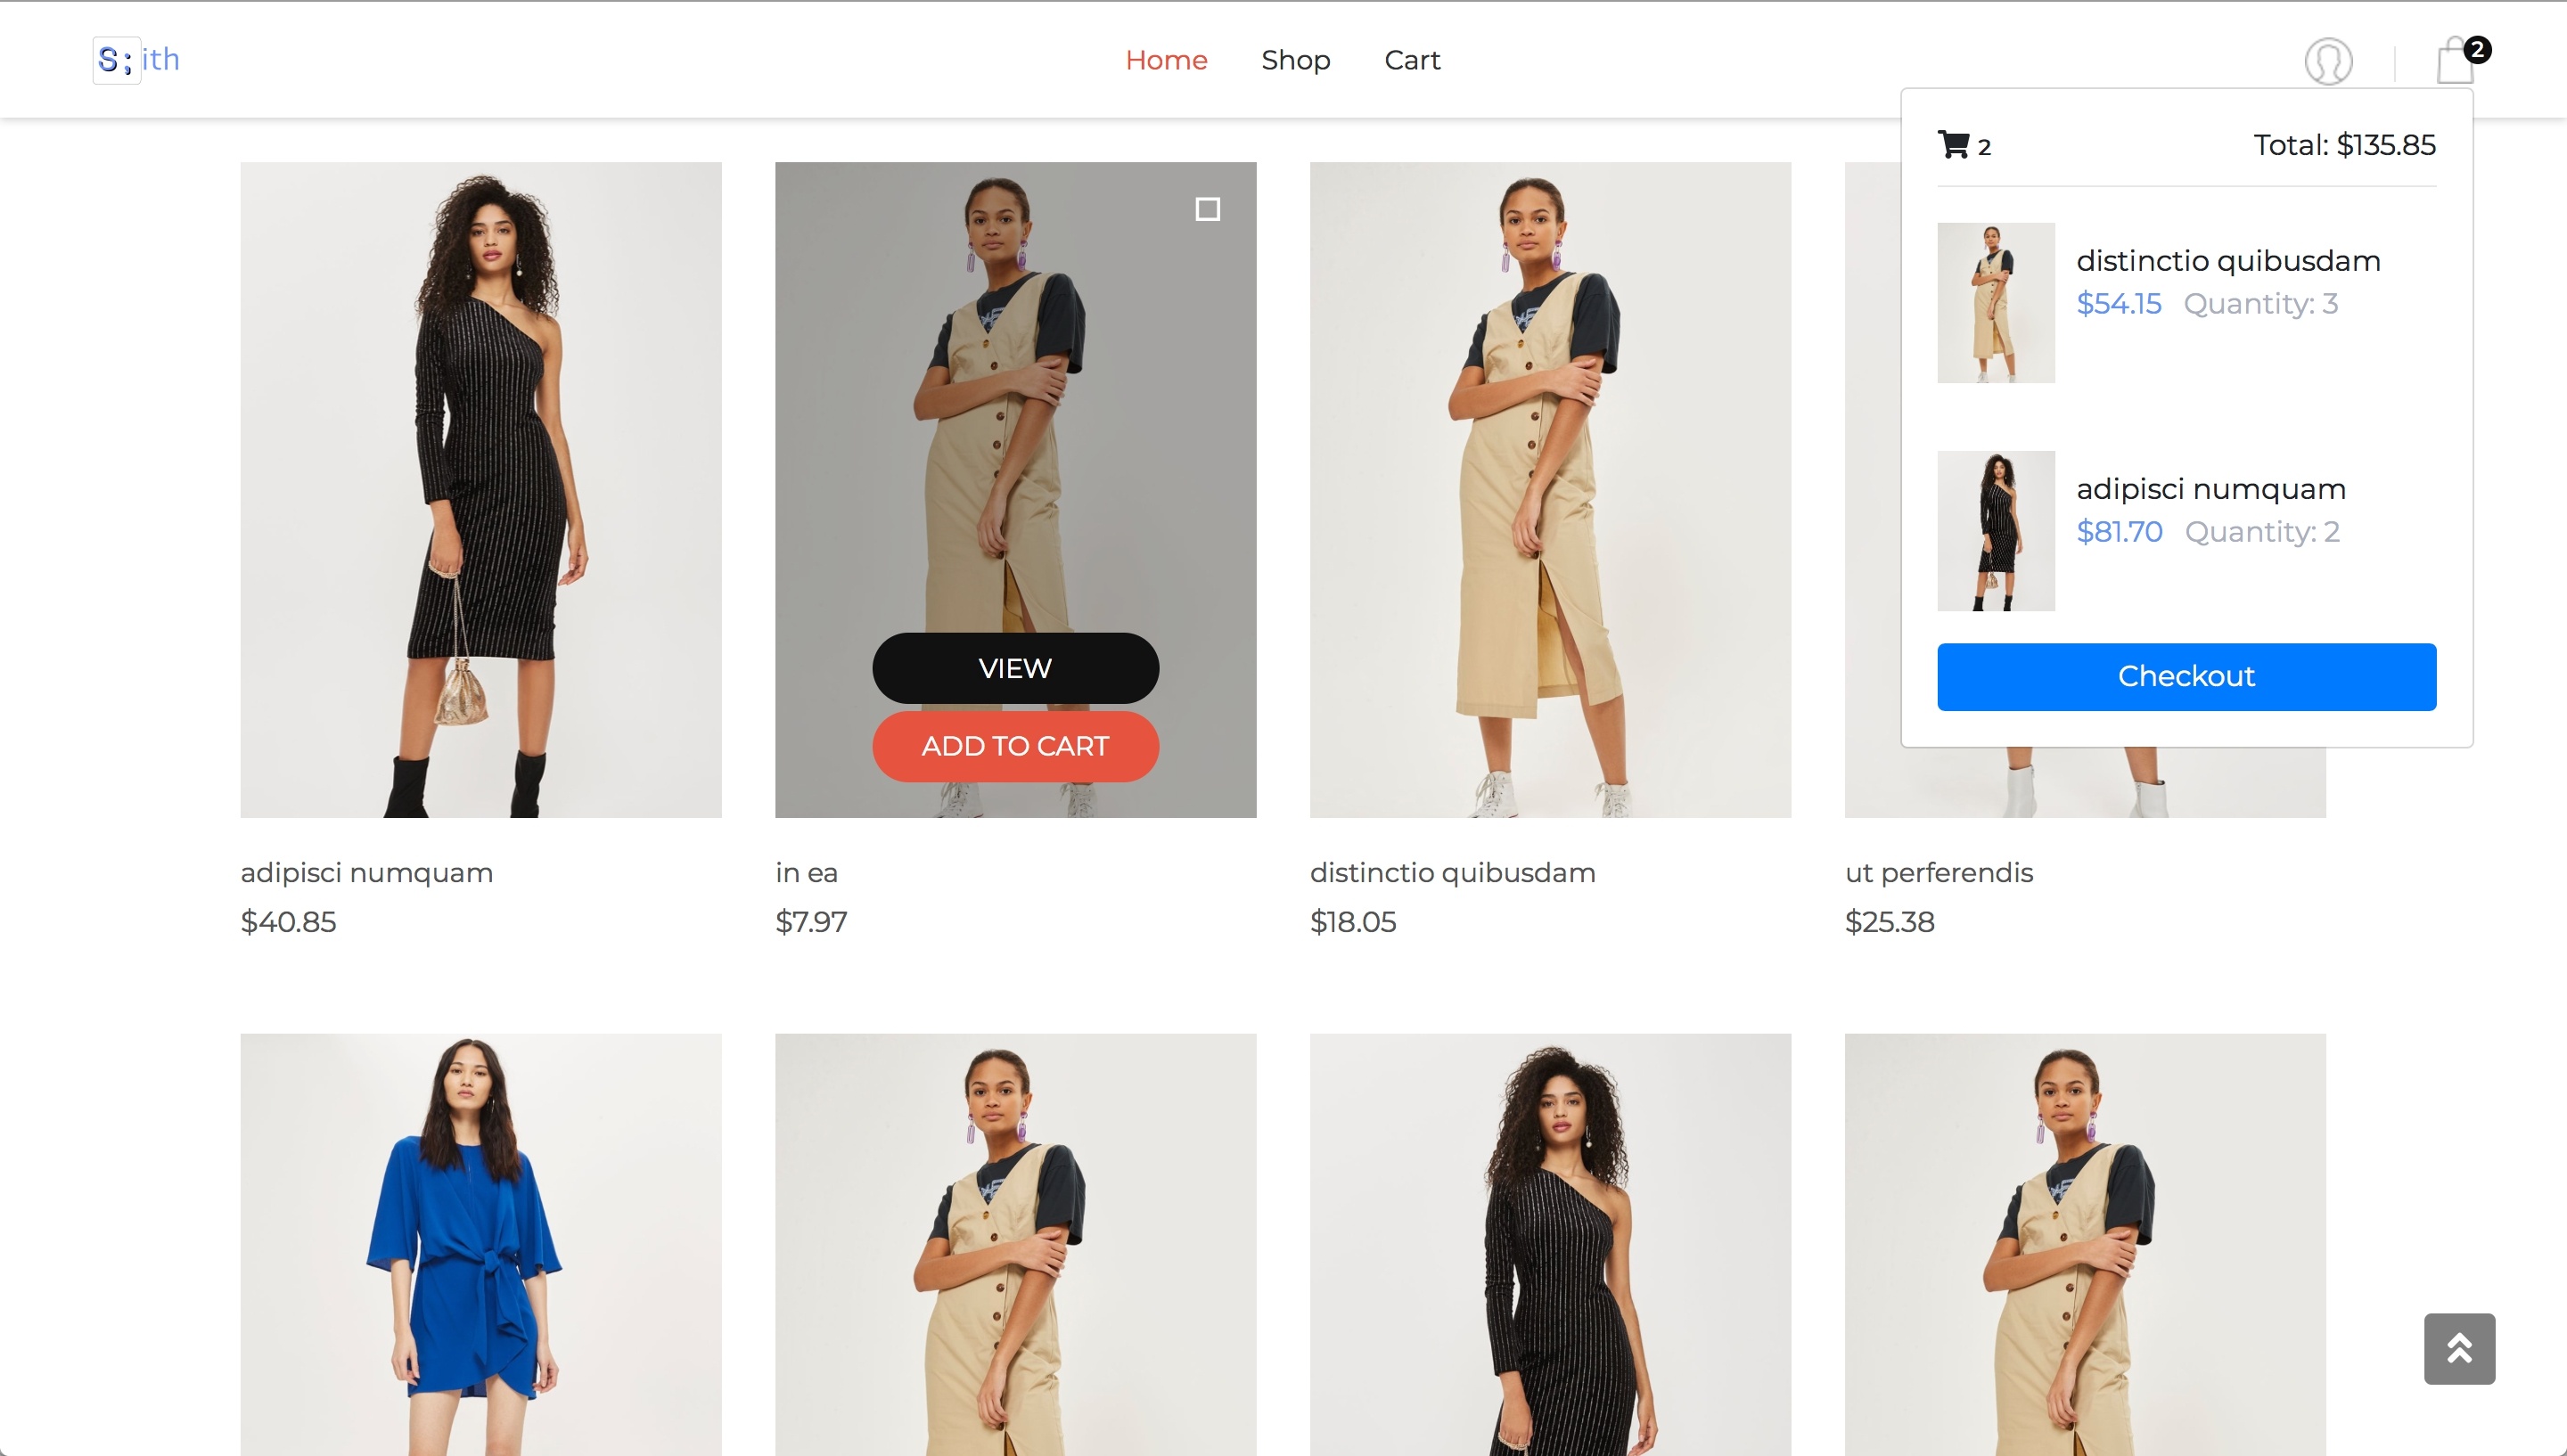 S;ith
Home Shop Cart
2
2 Total: $135.85
distinctio quibusdam
$54.15 Quantity: 3
adipisci numquam
$81.70 Quantity: 2
Checkout
VIEW
ADD TO CART
adipisci numquam
$40.85
in ea
$7.97
distinctio quibusdam
$18.05
ut perferendis
$25.38